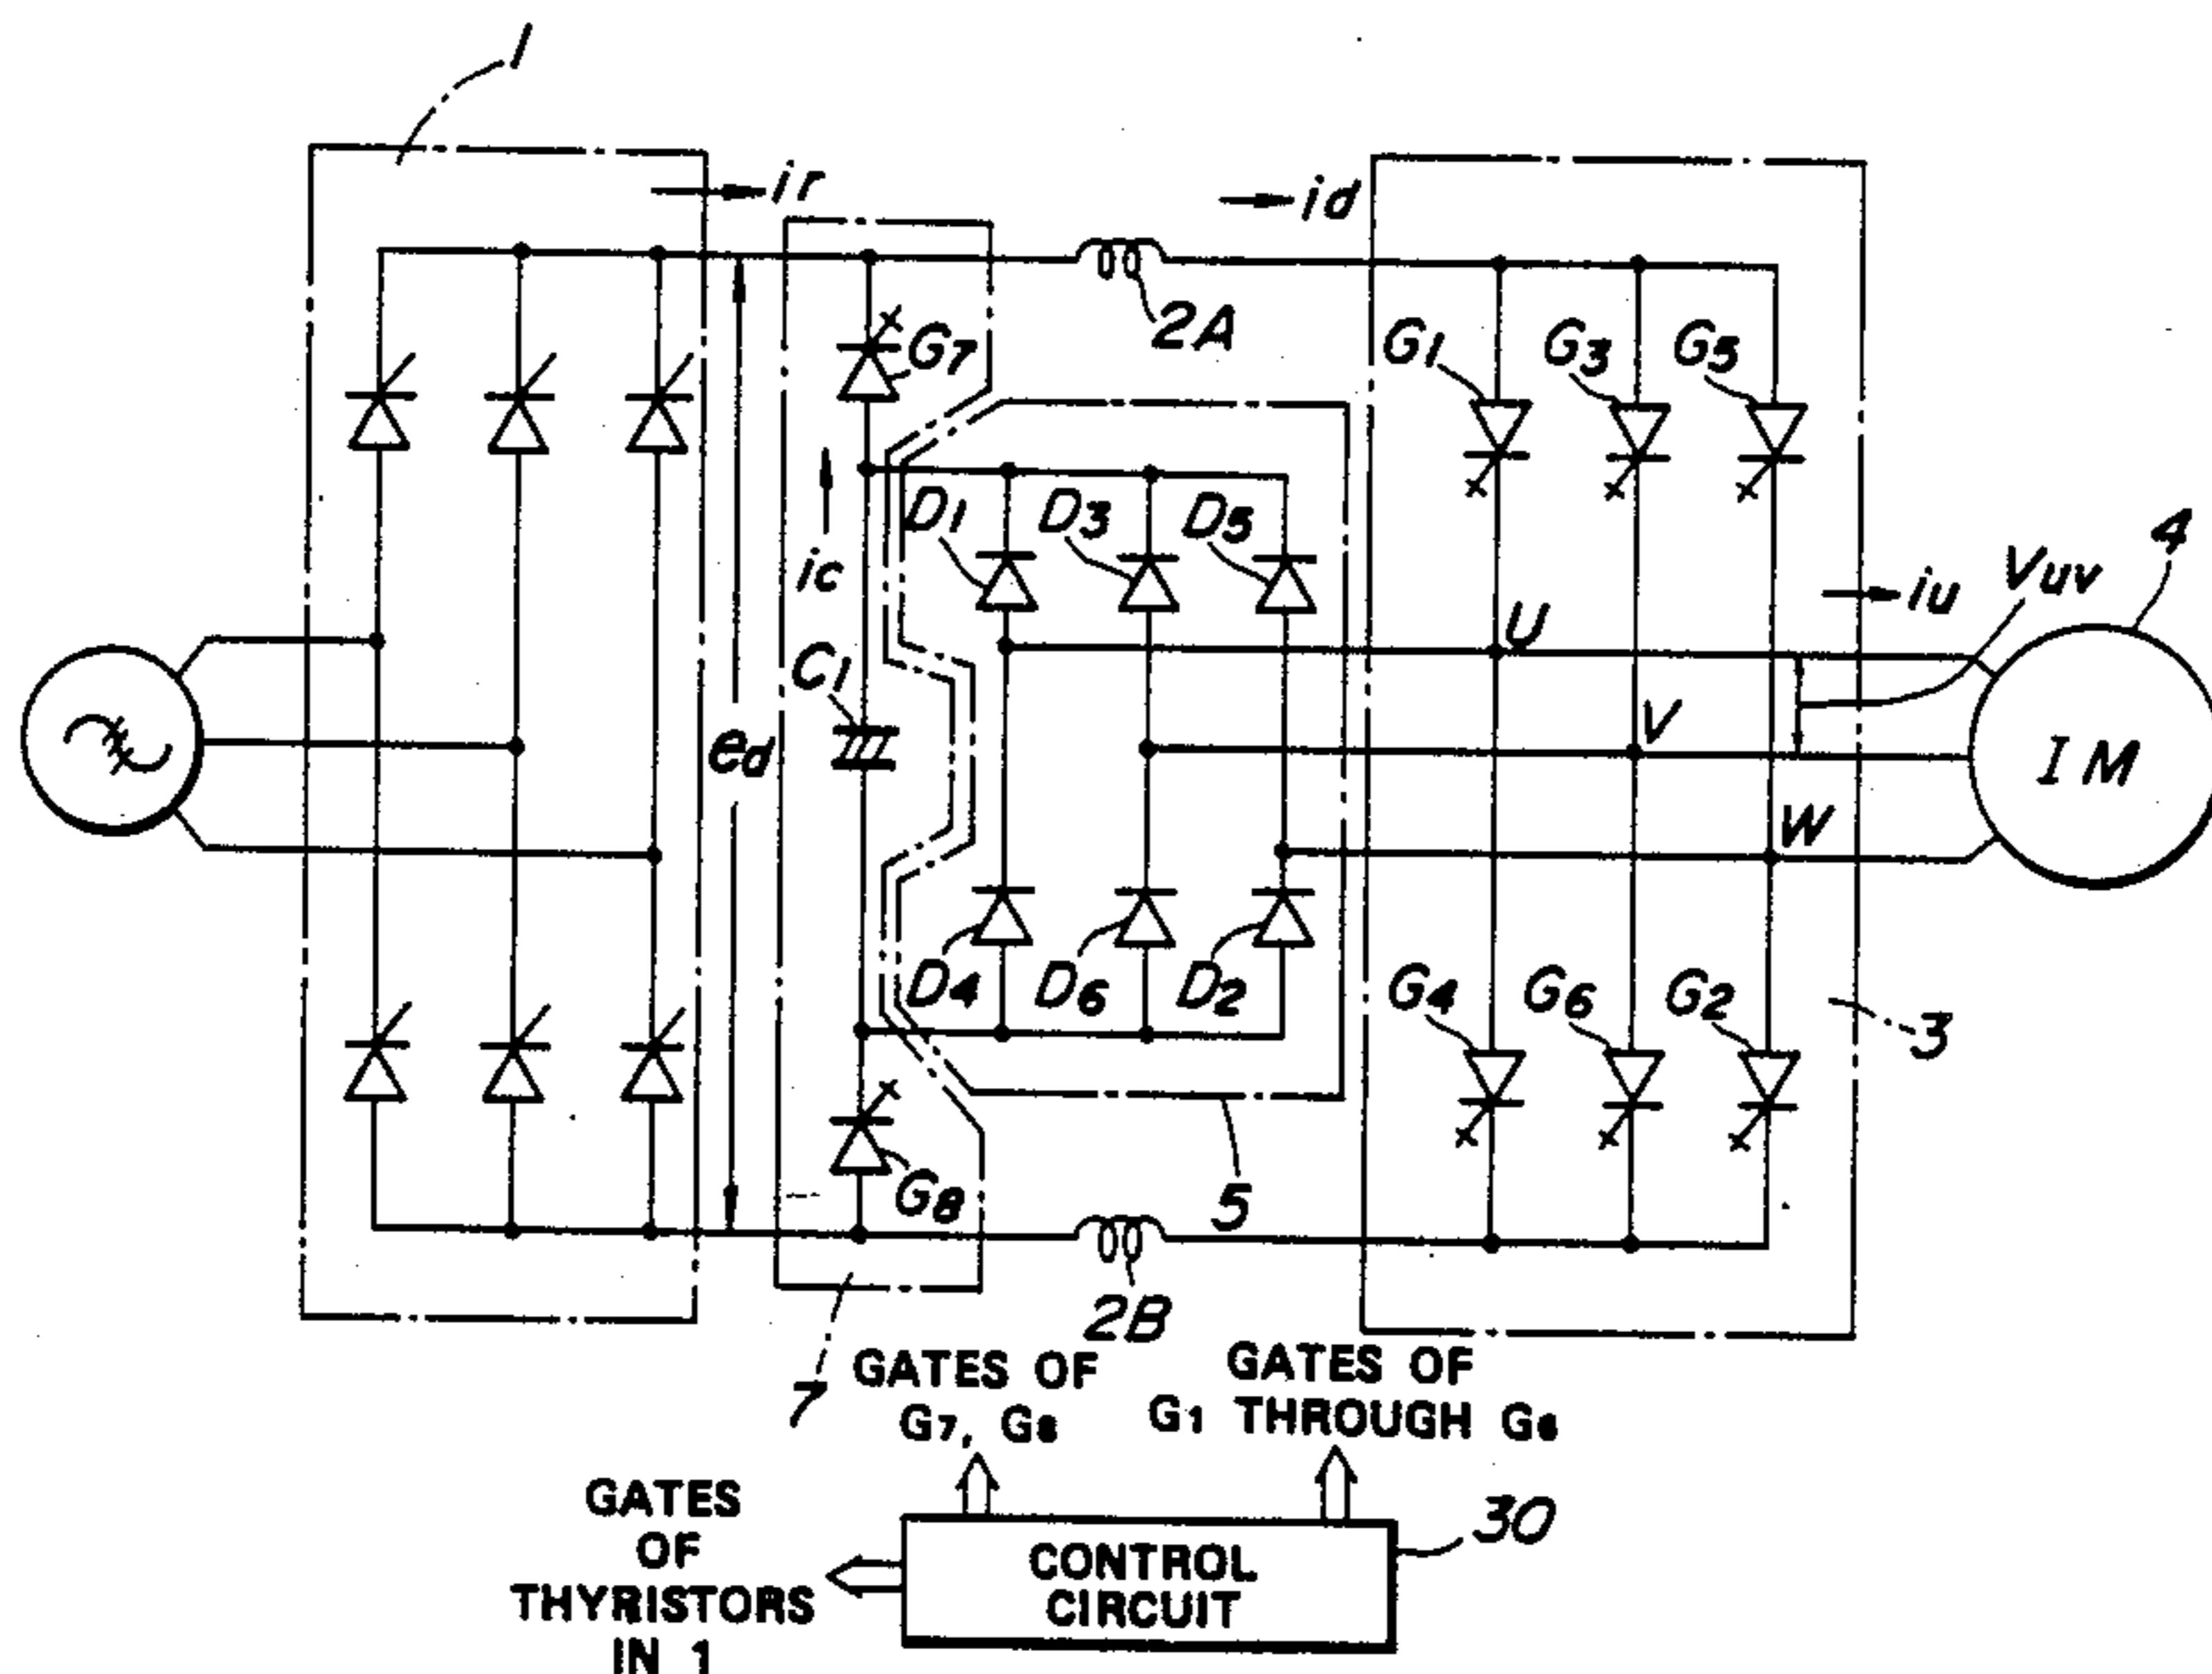 1
ir
id
2A
G7
G1
G3
G5
D1
D3
D5
4
ic
Vuv
iu
U
C1
V
ed
IM
W
D4
D6
D2
G4
G6
G2
3
G8
5
2B
7
GATES OF
G7, G8
GATES OF
G1 THROUGH G6
GATES
OF
THYRISTORS
IN 1
CONTROL
CIRCUIT
30